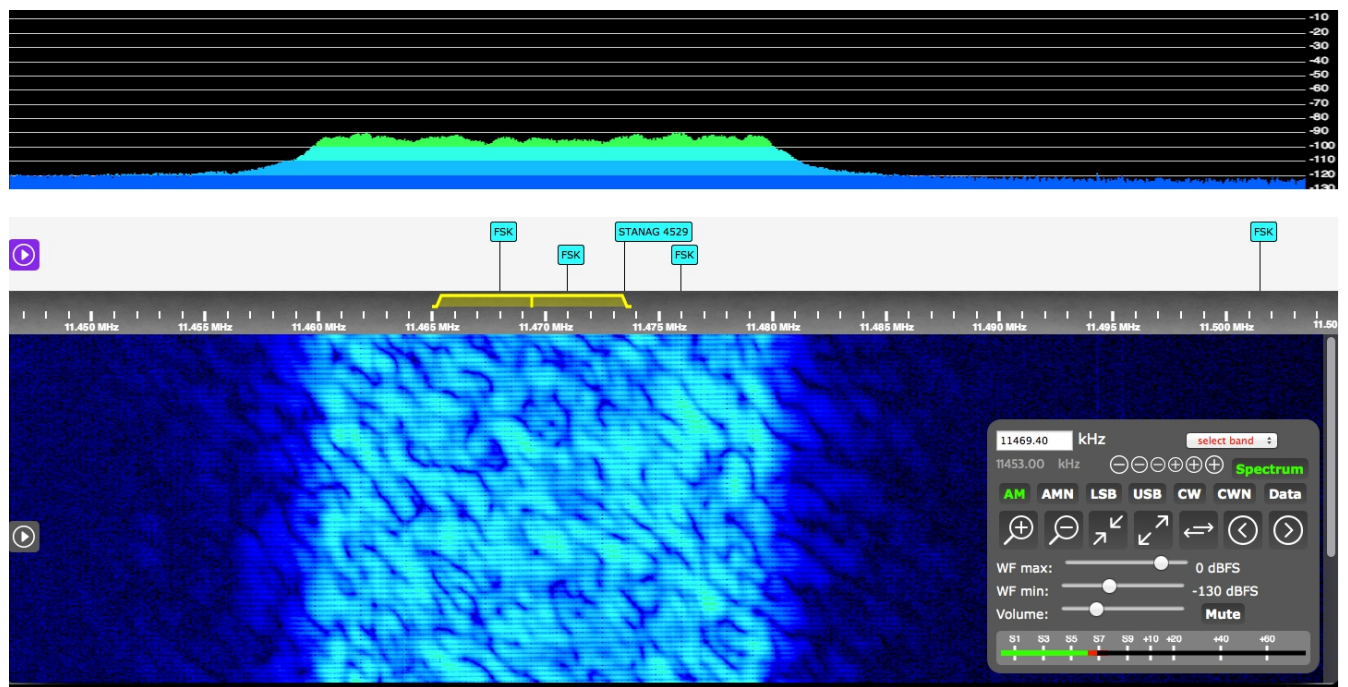 -10
-20
-30
-40
-50
-60
-70
-80
-90
-100
-110
-120
-130
FSK STANAG 4529 FSK
FSK FSK
11.450 MHz 11.455 MHz 11.460 MHz 11.465 MHz 11.470 MHz 11.475 MHz 11.480 MHz 11.485 MHz 11.490 MHz 11.495 MHz 11.500 MHz 11.50
11469.40 kHz select band
11453.00 kHz Spectrum
AM AMN LSB USB CW CWN Data
WF max: 0 dBFS
WF min: -130 dBFS
Volume: Mute
S1 S3 S5 S7 S9 +10 +20 +40 +60